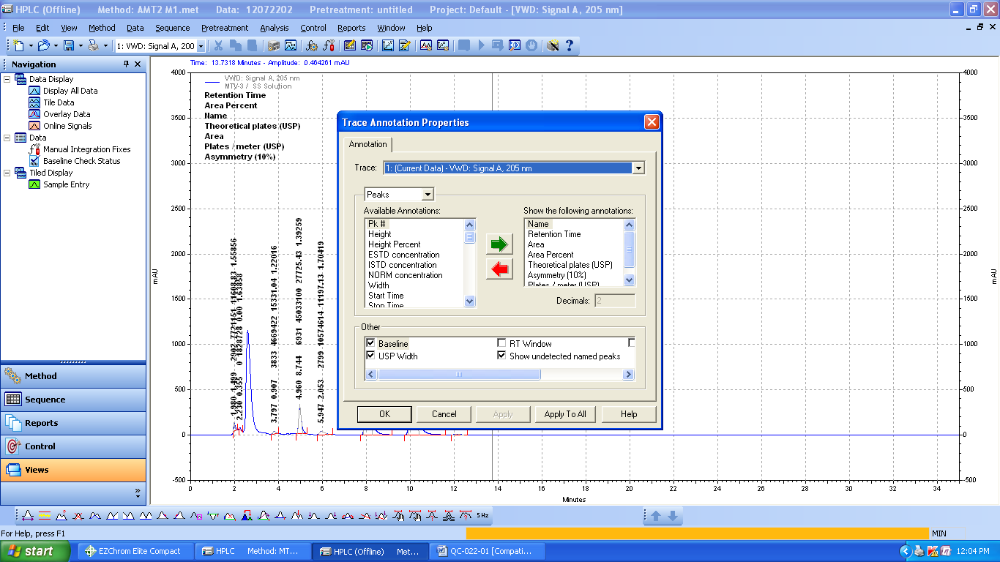 HPLC (Offline) Method: AMT2 M1.met Data: 12072202 Pretreatment: untitled Project: Default - [VWD: Signal A, 205 nm]
File Edit View Method Data Sequence Pretreatment Analysis Control Reports Window Help
1: VWD: Signal A, 200
Navigation
Data Display
Display All Data
Tile Data
Overlay Data
Online Signals
Data
Manual Integration Fixes
Baseline Check Status
Tiled Display
Sample Entry
Method
Sequence
Reports
Control
Views
Time: 13.7318 Minutes - Amplitude: 0.464261 mAU
VWD: Signal A, 205 nm
MTV-3 / SS Solution
Retention Time
Area Percent
Name
Theoretical plates (USP)
Area
Plates / meter (USP)
Asymmetry (10%)
4000
3500
3000
2500
2000
1500
1000
500
0
-500
mAU
1.980 1.499 2902 7721151 11608.83 1.55856
2.230 0.355 0 1828728 0.00 1.63858
3.797 0.907 3833 4669422 15331.04 1.22016
4.960 8.744 6931 45033100 27725.43 1.39259
5.947 2.053 2799 10574614 11197.13 1.70419
0 2 4 6 8 10 12 14 16 18 20 22 24 26 28 30 32 34
Minutes
4000
3500
3000
2500
2000
1500
1000
500
0
-500
mAU
Trace Annotation Properties
Annotation
Trace: 1: (Current Data) - VWD: Signal A, 205 nm
Peaks
Available Annotations:
Pk #
Height
Height Percent
ESTD concentration
ISTD concentration
NORM concentration
Width
Start Time
Stop Time
Show the following annotations:
Name
Retention Time
Area
Area Percent
Theoretical plates (USP)
Asymmetry (10%)
Plates / meter (USP)
Decimals: 2
Other
Baseline RT Window
USP Width Show undetected named peaks
OK Cancel Apply Apply To All Help
5 Hz
For Help, press F1
MIN
start EZChrom Elite Compact HPLC Method: MT... HPLC (Offline) Met... QC-022-01 [Compati... 12:04 PM